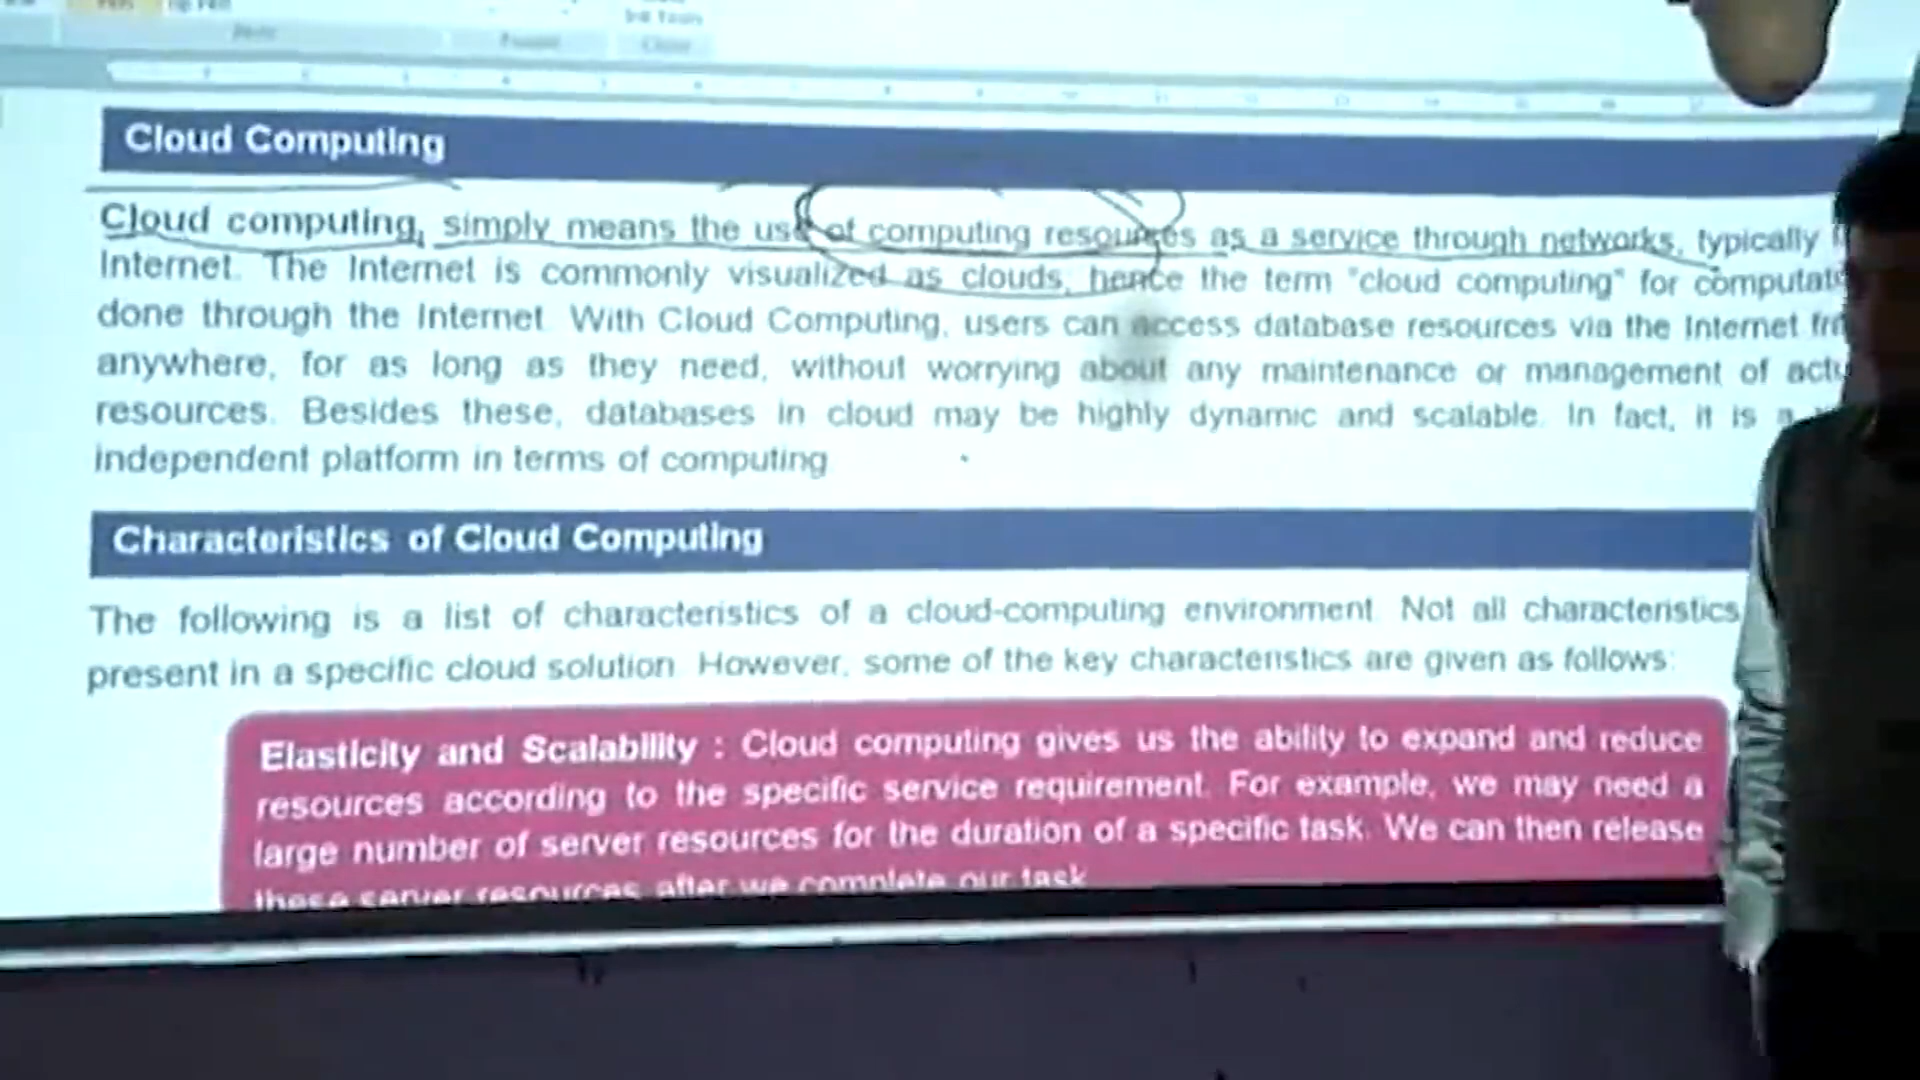 Cloud Computing
Cloud computing, simply means the use of computing resources as a service through networks, typically
Internet. The Internet is commonly visualized as clouds, hence the term "cloud computing" for
done through the Internet. With Cloud Computing, users can access database resources via the Internet
anywhere, for as long as they need, without worrying about any maintenance or management of
resources. Besides these, databases in cloud may be highly dynamic and scalable. In fact, it is a
independent platform in terms of computing
Characteristics of Cloud Computing
The following is a list of characteristics of a cloud-computing environment. Not all characteristics
present in a specific cloud solution. However, some of the key characteristics are given as follows:
Elasticity and Scalability : Cloud computing gives us the ability to expand and reduce
resources according to the specific service requirement. For example, we may need a
large number of server resources for the duration of a specific task. We can then release
these server resources after we complete our task